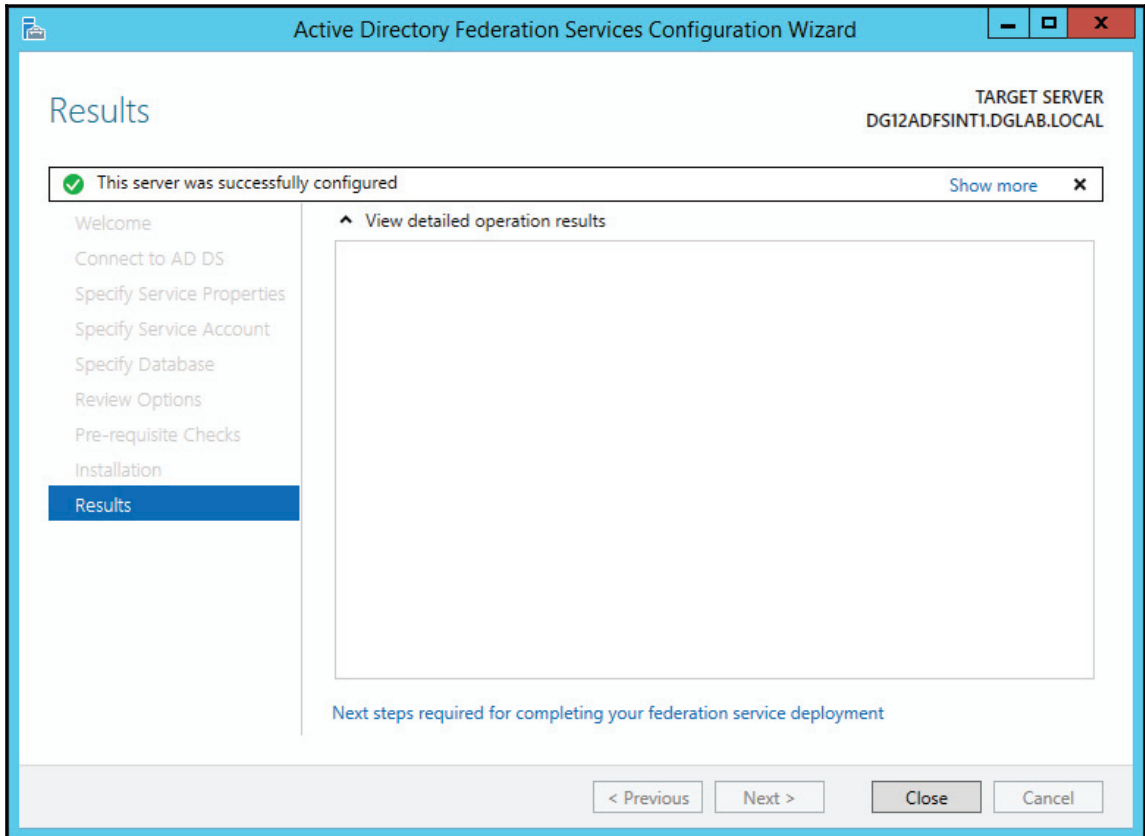 Active Directory Federation Services Configuration Wizard
Results
TARGET SERVER
DG12ADFSINT1.DGLAB.LOCAL
This server was successfully configured
Show more
Welcome
Connect to AD DS
Specify Service Properties
Specify Service Account
Specify Database
Review Options
Pre-requisite Checks
Installation
Results
View detailed operation results
Next steps required for completing your federation service deployment
< Previous
Next >
Close
Cancel